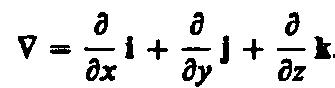 ∇ = ∂/∂x i + ∂/∂y j + ∂/∂z k.